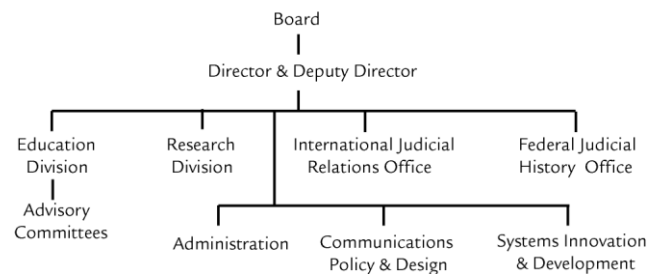 Board
Director & Deputy Director
Education
Division
Research
Division
International Judicial
Relations Office
Federal Judicial
History Office
Advisory
Committees
Administration
Communications
Policy & Design
Systems Innovation
& Development